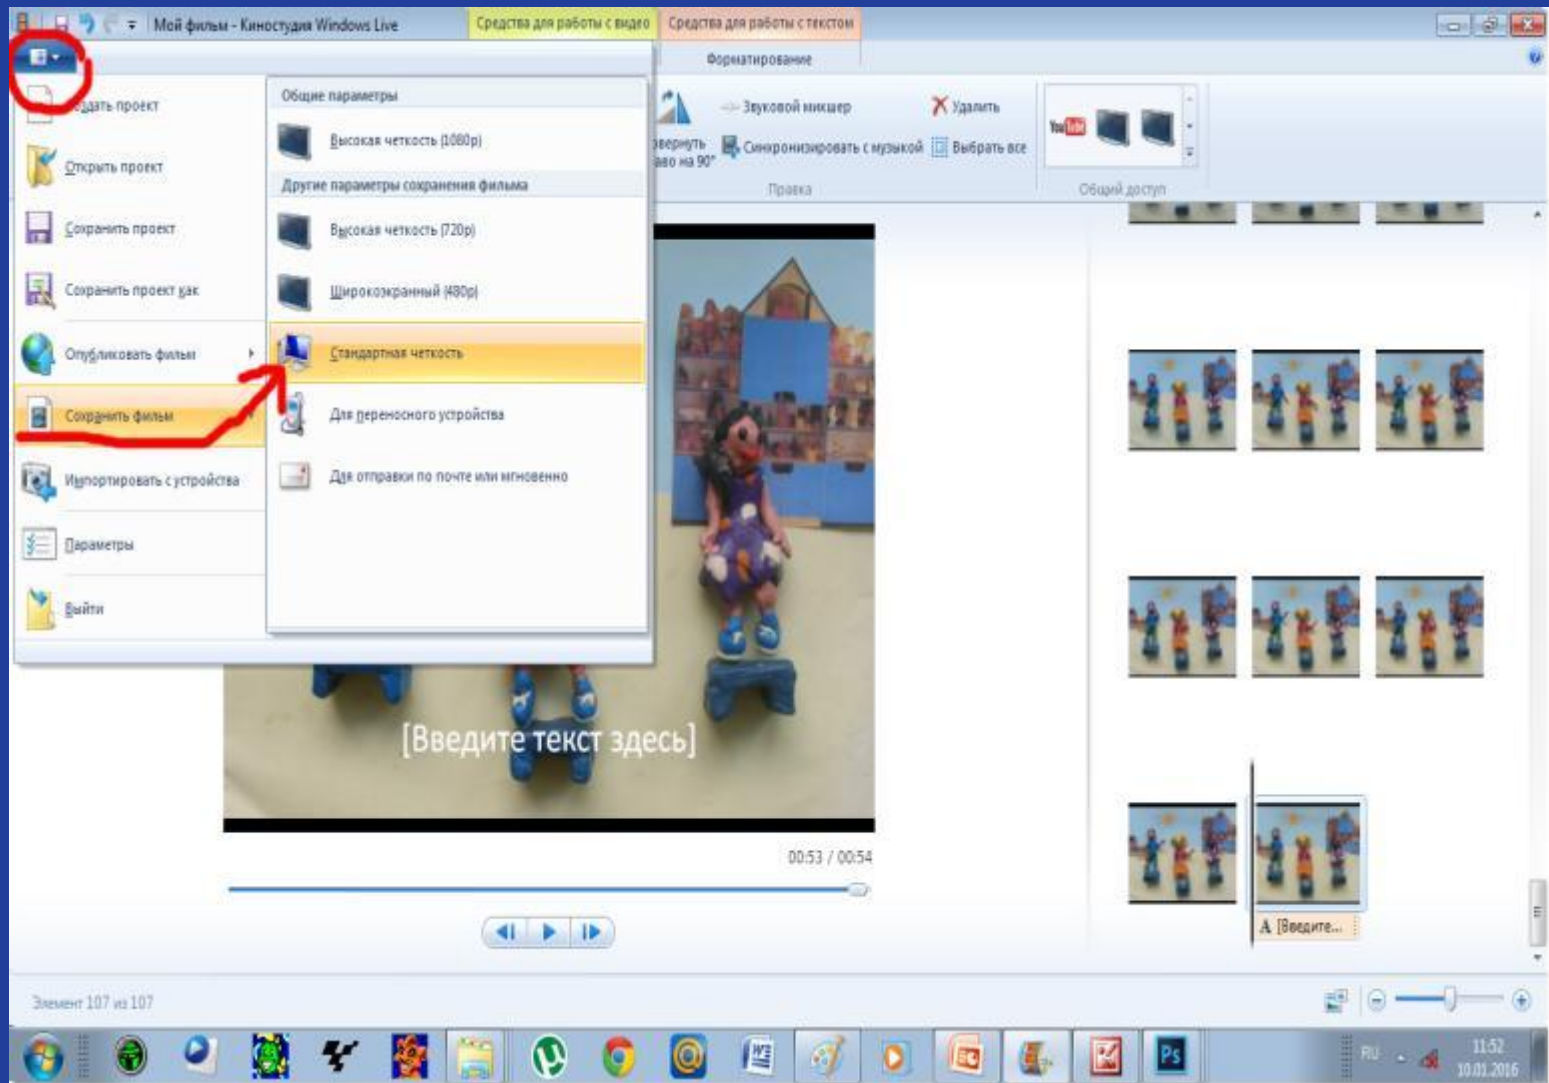 Мой фильм - Киностудия Windows Live
Средства для работы с видео
Средства для работы с текстом
Форматирование
Создать проект
Открыть проект
Сохранить проект
Сохранить проект как
Опубликовать фильм
Сохранить фильм
Импортировать с устройства
Параметры
Выйти
Общие параметры
Высокая четкость (1080p)
Другие параметры сохранения фильма
Высокая четкость (720p)
Широкоэкранный (480p)
Стандартная четкость
Для переносного устройства
Для отправки по почте или мгновенно
на 90°
Звуковой микшер
Синхронизировать с музыкой
Удалить
Выбрать все
Правка
YouTube
Общий доступ
[Введите текст здесь]
00:53 / 00:54
A [Введите...
Элемент 107 из 107
Ps
RU
11:52
10.01.2016